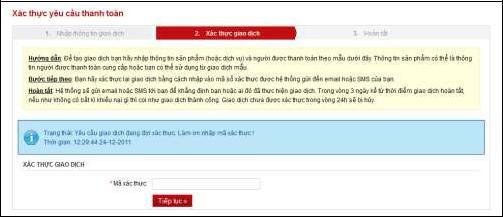 Xác thực yêu cầu thanh toán
1. Nhập thông tin giao dịch
2. Xác thực giao dịch
3. Hoàn tất
Hướng dẫn: Để tạo giao dịch bạn hãy nhập thông tin sản phẩm (hoặc dịch vụ) và người được thanh toán theo mẫu dưới đây. Thông tin sản phẩm có thể là thông
tin người được thanh toán cung cấp hoặc bạn có thể sử dụng từ giao dịch mẫu.
Bước tiếp theo: Bạn hãy xác thực lại giao dịch bằng cách nhập vào mã số xác thực được hệ thống gửi đến email hoặc SMS của bạn.
Hoàn tất: Hệ thống sẽ gửi email hoặc SMS tới bạn để khẳng định bạn hoặc ai đó đã thực hiện giao dịch. Trong vòng 3 ngày kể từ thời điểm giao dịch hoàn tất,
nếu như không có bất kì khiếu nại gì thì coi như giao dịch thành công. Giao dịch chưa được xác thực trong vòng 24h sẽ bị hủy.
Trạng thái: Yêu cầu giao dịch đang đợi xác thực. Làm ơn nhập mã xác thực !
Thời gian: 12:29:44 24-12-2011
XÁC THỰC GIAO DỊCH
* Mã xác thực:
Tiếp tục »